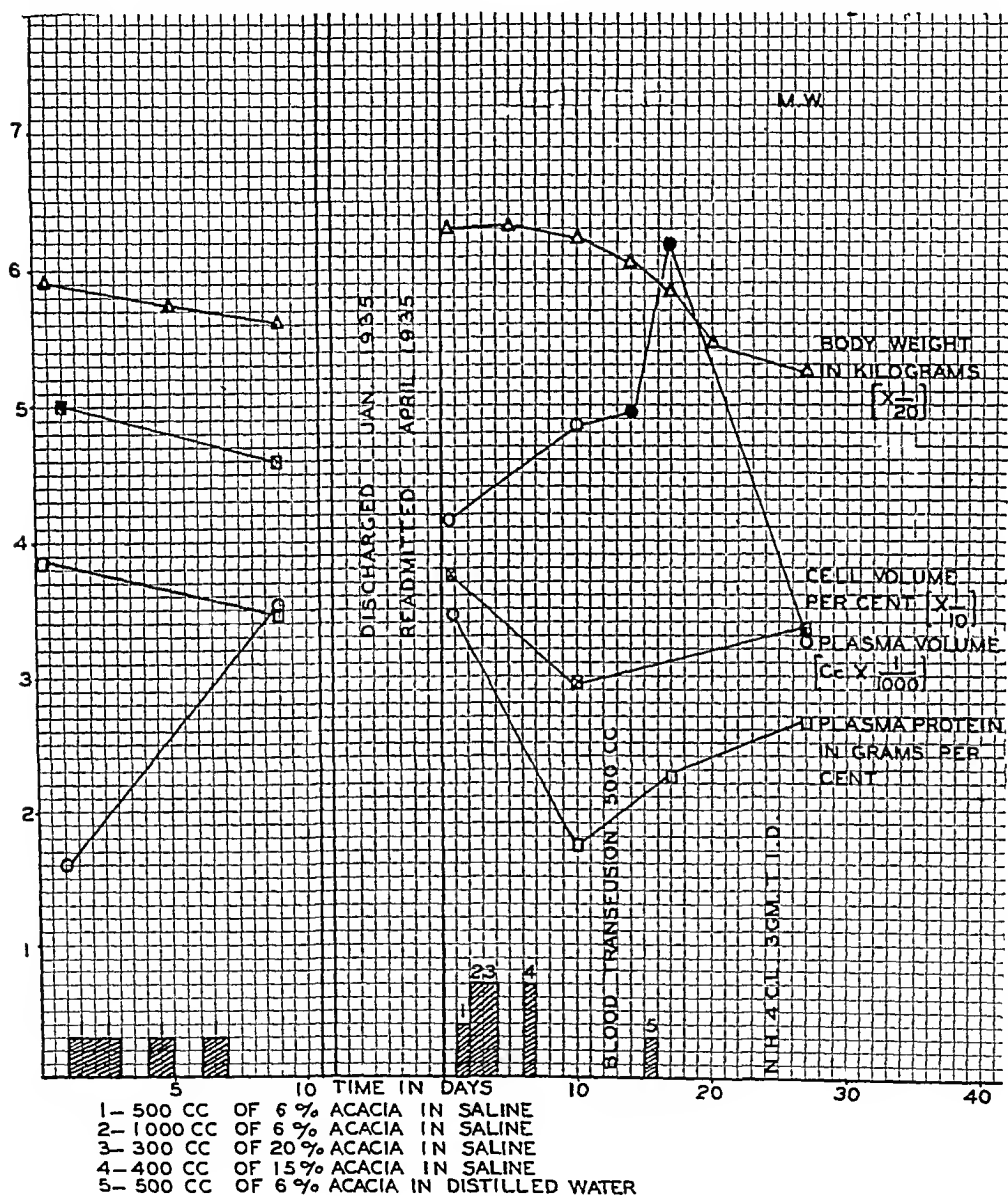 M.W.
7
6
5
4
3
2
1
DISCHARGED JAN. 1935
READMITTED APRIL 1935
BODY WEIGHT
IN KILOGRAMS
[X 1/20]
CELL VOLUME
PER CENT [X 1/10]
PLASMA VOLUME
[Cc X 1/1000]
PLASMA PROTEIN
IN GRAMS PER
CENT
BLOOD TRANSFUSION 500 CC
N.H.4.C.L. 3.GM.T.I.D.
1
23
4
5
5
10
TIME IN DAYS
10
20
30
40
1-500 CC OF 6% ACACIA IN SALINE
2-1000 CC OF 6% ACACIA IN SALINE
3-300 CC OF 20% ACACIA IN SALINE
4-400 CC OF 15% ACACIA IN SALINE
5-500 CC OF 6% ACACIA IN DISTILLED WATER